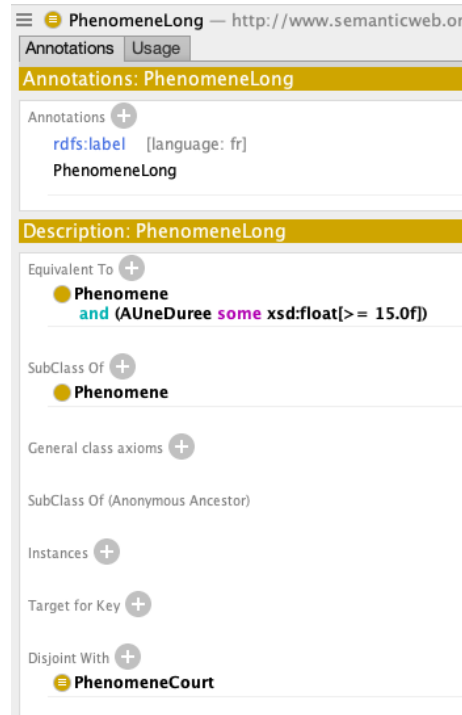 PhenomeneLong — http://www.semanticweb.or
Annotations Usage
Annotations: PhenomeneLong
Annotations
rdfs:label [language: fr]
PhenomeneLong
Description: PhenomeneLong
Equivalent To
Phenomene
and (AUneDuree some xsd:float[>= 15.0f])
SubClass Of
Phenomene
General class axioms
SubClass Of (Anonymous Ancestor)
Instances
Target for Key
Disjoint With
PhenomeneCourt